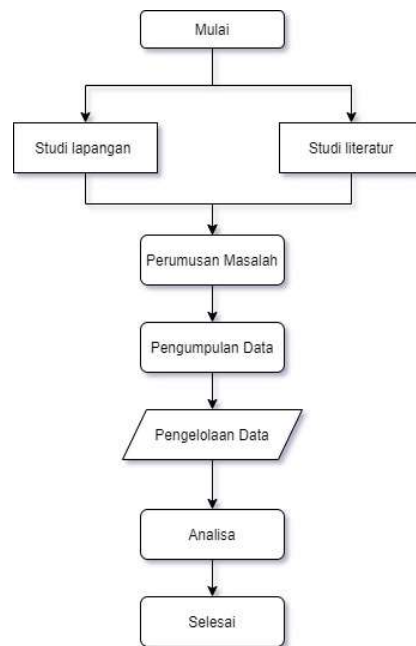 Mulai
Studi lapangan
Studi literatur
Perumusan Masalah
Pengumpulan Data
Pengelolaan Data
Analisa
Selesai